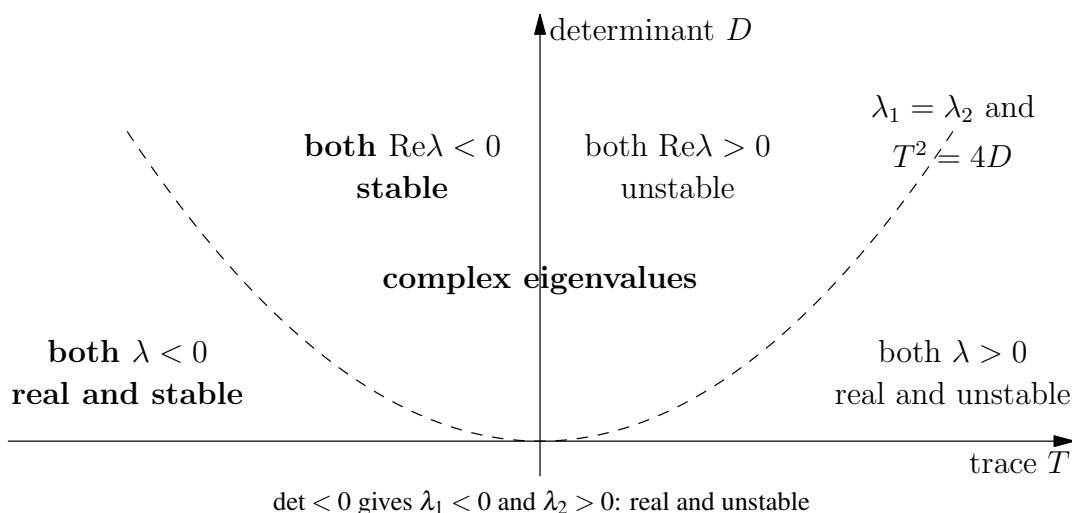 determinant D
λ₁ = λ₂ and
T² = 4D
both Reλ < 0
stable
both Reλ > 0
unstable
complex eigenvalues
both λ < 0
real and stable
both λ > 0
real and unstable
trace T
det < 0 gives λ₁ < 0 and λ₂ > 0: real and unstable